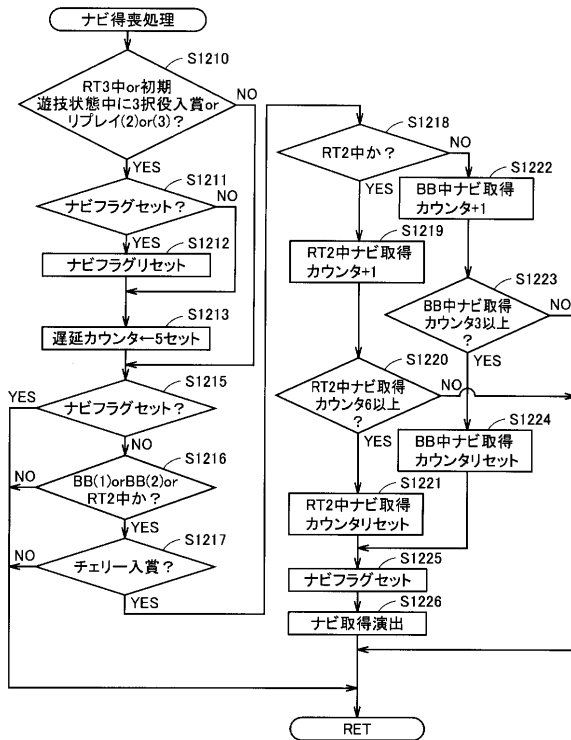 ナビ得喪処理
S1210
RT3中or初期
遊技状態中に3択役入賞or
リプレイ(2)or(3)?
NO
YES
S1211
ナビフラグセット?
NO
YES
S1212
ナビフラグリセット
S1213
遅延カウンタ←5セット
S1215
YES
ナビフラグセット?
NO
S1216
BB(1)orBB(2)or
RT2中か?
NO
YES
S1217
NO
チェリー入賞?
YES
S1218
RT2中か?
NO
YES
S1222
BB中ナビ取得
カウンタ+1
S1219
RT2中ナビ取得
カウンタ+1
S1223
BB中ナビ取得
カウンタ3以上
?
NO
YES
S1220
RT2中ナビ取得
カウンタ6以上
?
NO
YES
S1224
BB中ナビ取得
カウンタリセット
S1221
RT2中ナビ取得
カウンタリセット
S1225
ナビフラグセット
S1226
ナビ取得演出
RET